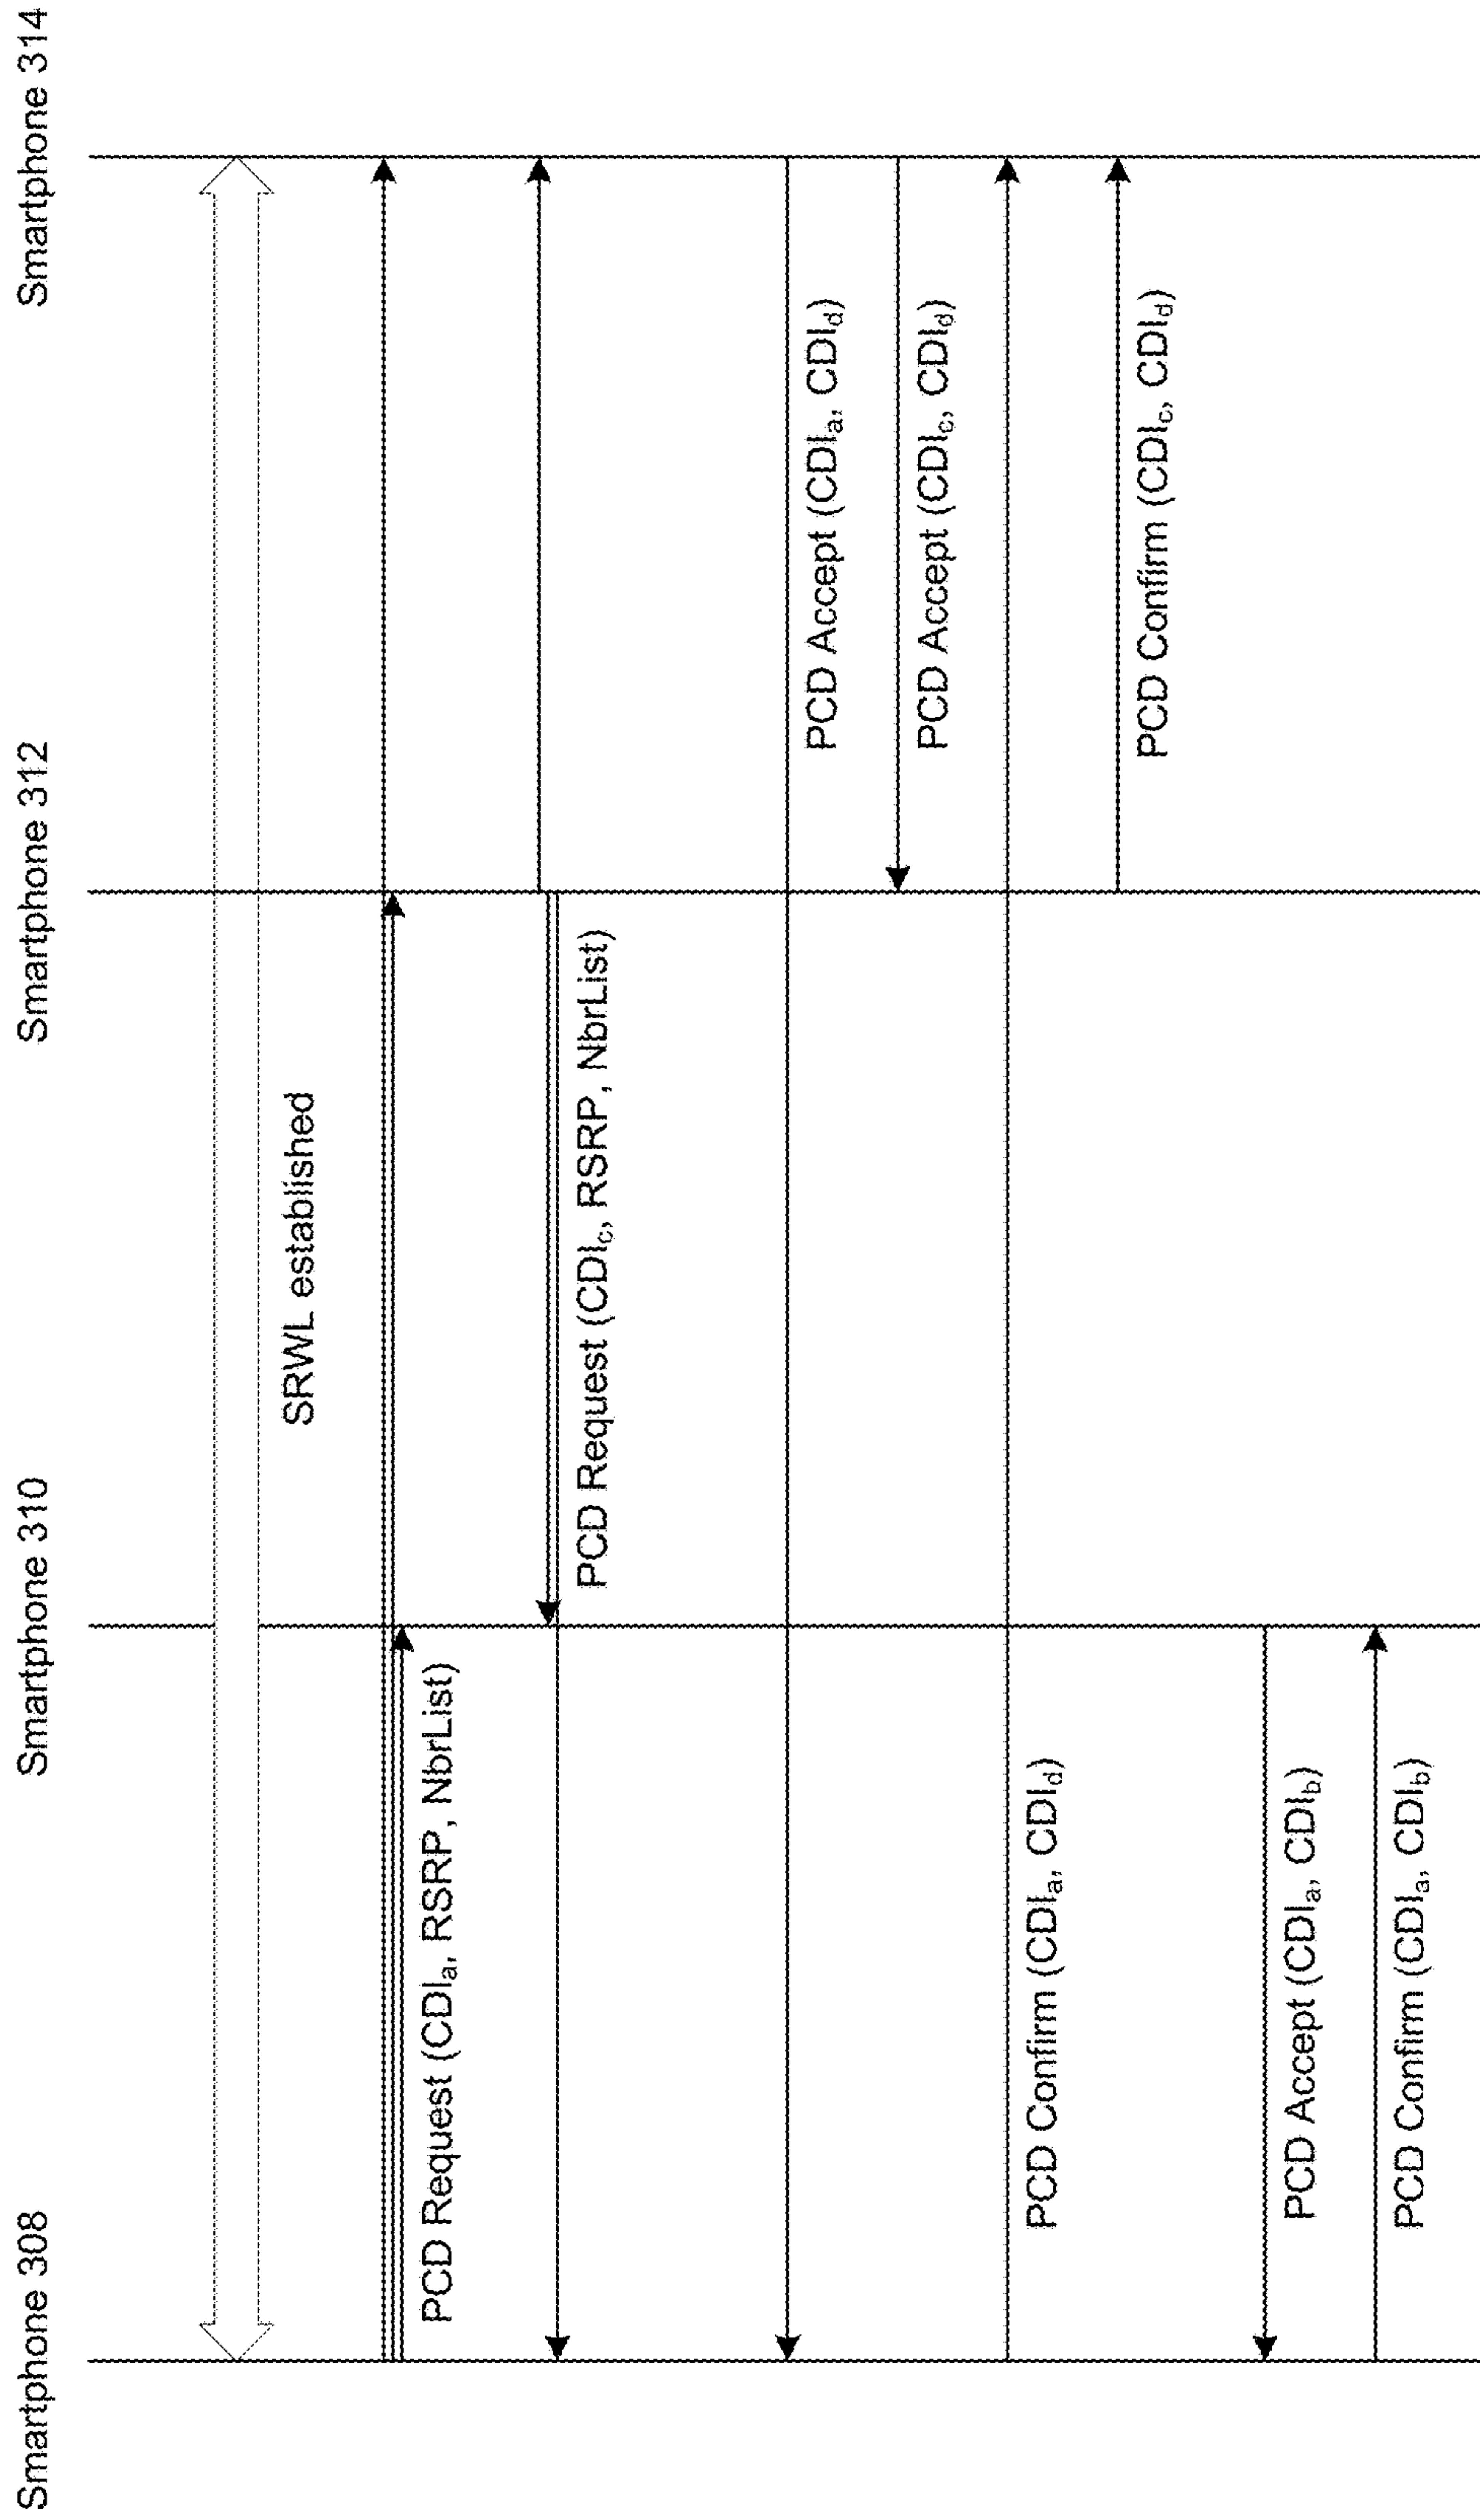 Smartphone 308
Smartphone 310
Smartphone 312
Smartphone 314
SRWL established
PCD Request (CDIa, RSRP, NbrList)
PCD Request (CDIc, RSRP, NbrList)
PCD Accept (CDIa, CDId)
PCD Accept (CDIc, CDId)
PCD Confirm (CDIa, CDId)
PCD Confirm (CDIc, CDId)
PCD Accept (CDIa, CDIb)
PCD Confirm (CDIa, CDIb)